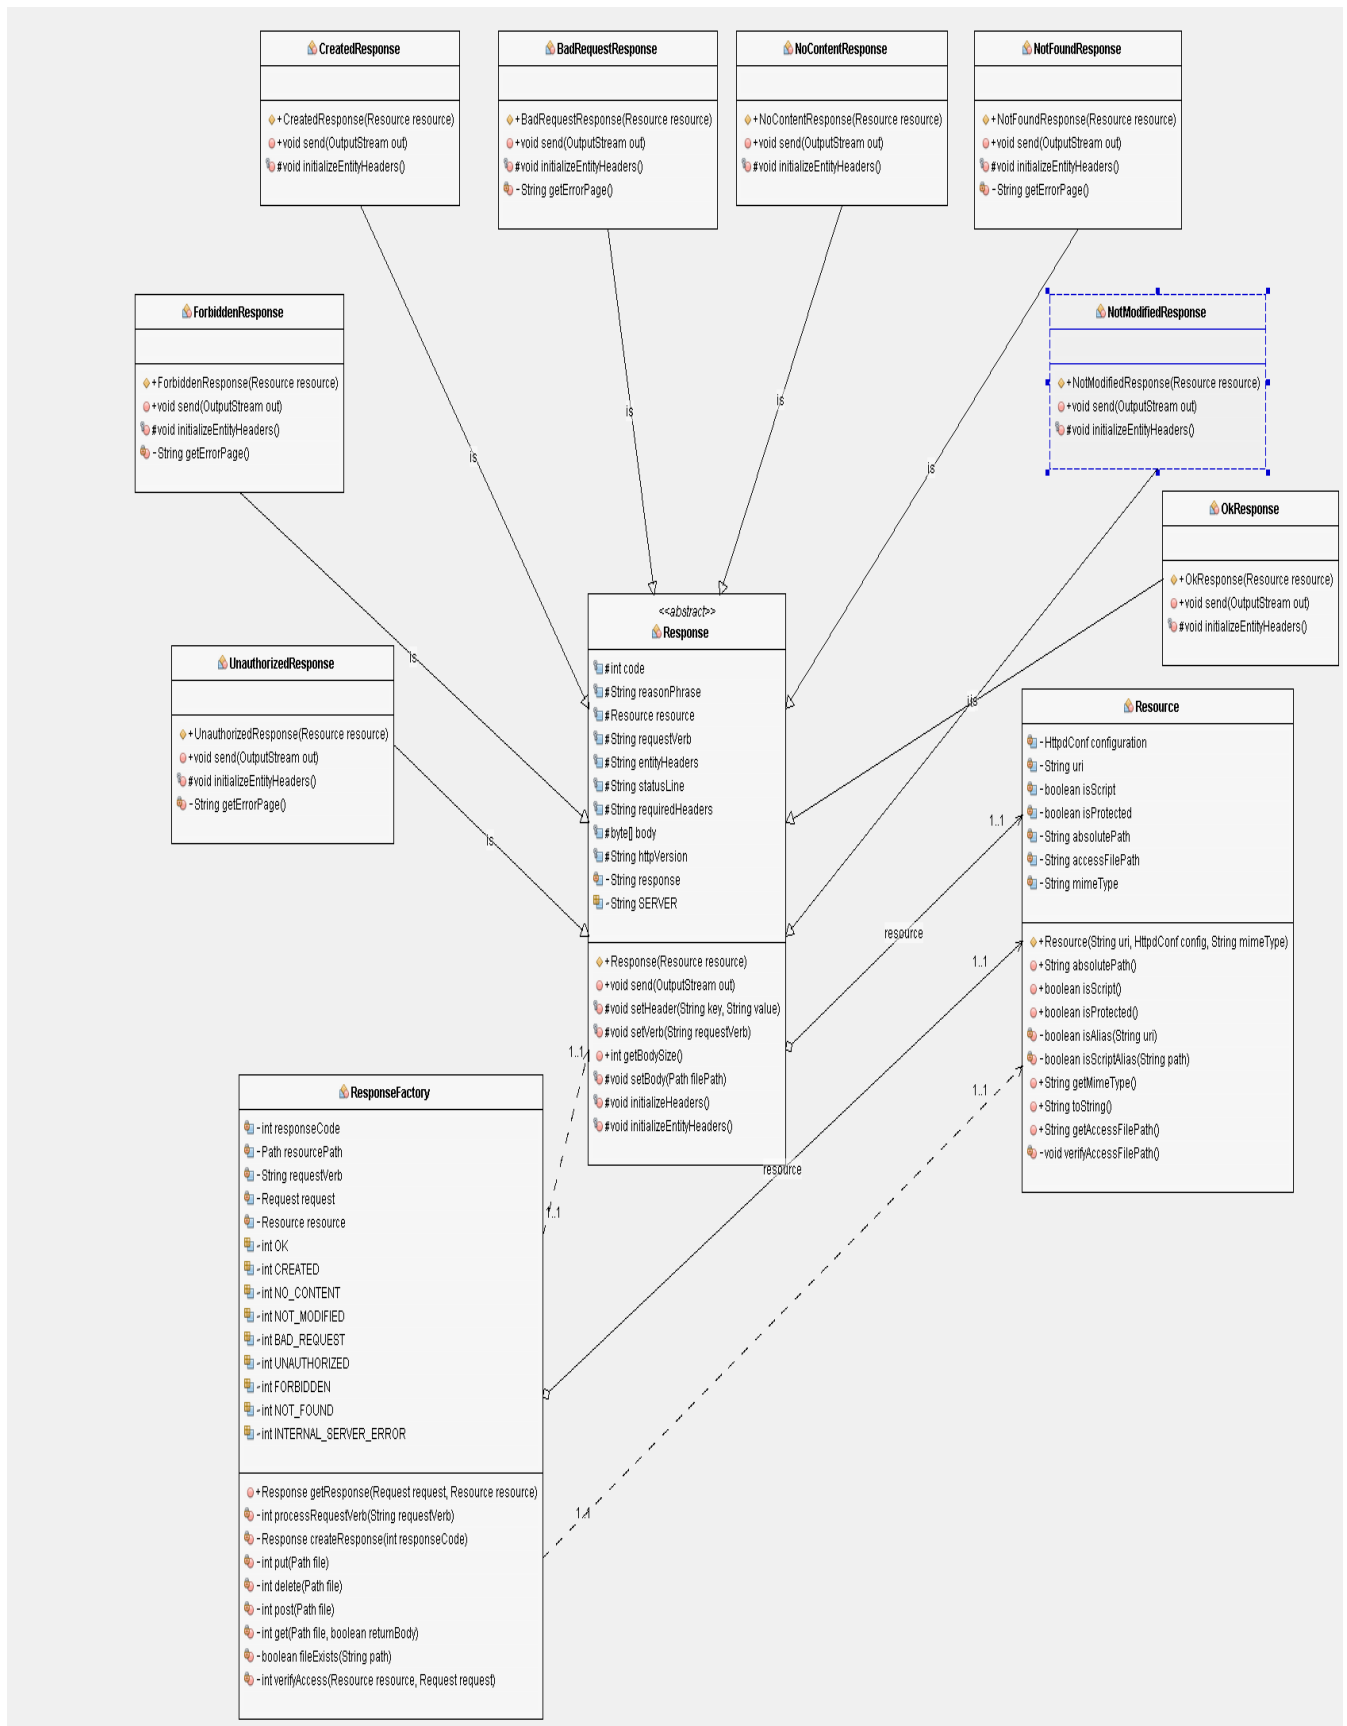 CreatedResponse
+CreatedResponse(Resource resource)
+void send(OutputStream out)
#void initializeEntityHeaders()
BadRequestResponse
+BadRequestResponse(Resource resource)
+void send(OutputStream out)
#void initializeEntityHeaders()
-String getErrorPage()
NoContentResponse
+NoContentResponse(Resource resource)
+void send(OutputStream out)
#void initializeEntityHeaders()
NotFoundResponse
+NotFoundResponse(Resource resource)
+void send(OutputStream out)
#void initializeEntityHeaders()
-String getErrorPage()
ForbiddenResponse
+ForbiddenResponse(Resource resource)
+void send(OutputStream out)
#void initializeEntityHeaders()
-String getErrorPage()
NotModifiedResponse
+NotModifiedResponse(Resource resource)
+void send(OutputStream out)
#void initializeEntityHeaders()
is
is
is
is
OkResponse
+OkResponse(Resource resource)
+void send(OutputStream out)
#void initializeEntityHeaders()
UnauthorizedResponse
+UnauthorizedResponse(Resource resource)
+void send(OutputStream out)
#void initializeEntityHeaders()
-String getErrorPage()
is
is
is
<<abstract>>
Response
#int code
#String reasonPhrase
#Resource resource
#String requestVerb
#String entityHeaders
#String statusLine
#String requiredHeaders
#byte[] body
#String httpVersion
-String response
-String SERVER
+Response(Resource resource)
+void send(OutputStream out)
#void setHeader(String key, String value)
#void setVerb(String requestVerb)
+int getBodySize()
#void setBody(Path filePath)
#void initializeHeaders()
#void initializeEntityHeaders()
Resource
-HttpdConf configuration
-String uri
-boolean isScript
-boolean isProtected
-String absolutePath
-String accessFilePath
-String mimeType
+Resource(String uri, HttpdConf config, String mimeType)
+String absolutePath()
+boolean isScript()
+boolean isProtected()
-boolean isAlias(String uri)
-boolean isScriptAlias(String path)
+String getMimeType()
+String toString()
+String getAccessFilePath()
-void verifyAccessFilePath()
1..1
resource
1..1
1..1
1..1
resource
1..1
1..1
ResponseFactory
-int responseCode
-Path resourcePath
-String requestVerb
-Request request
-Resource resource
-int OK
-int CREATED
-int NO_CONTENT
-int NOT_MODIFIED
-int BAD_REQUEST
-int UNAUTHORIZED
-int FORBIDDEN
-int NOT_FOUND
-int INTERNAL_SERVER_ERROR
+Response getResponse(Request request, Resource resource)
-int processRequestVerb(String requestVerb)
-Response createResponse(int responseCode)
-int put(Path file)
-int delete(Path file)
-int post(Path file)
-int get(Path file, boolean returnBody)
-boolean fileExists(String path)
-int verifyAccess(Resource resource, Request request)